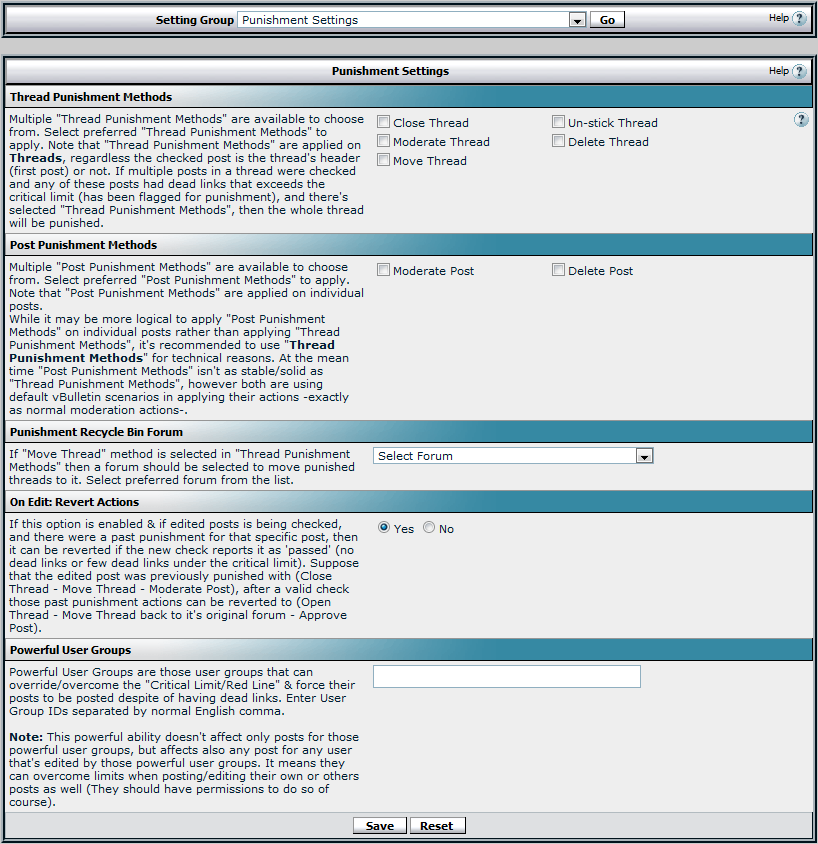 Setting Group Punishment Settings Go Help ?
Punishment Settings Help ?
Thread Punishment Methods
Multiple "Thread Punishment Methods" are available to choose
from. Select preferred "Thread Punishment Methods" to
apply. Note that "Thread Punishment Methods" are applied on
Threads, regardless the checked post is the thread's header
(first post) or not. If multiple posts in a thread were checked
and any of these posts had dead links that exceeds the
critical limit (has been flagged for punishment), and there's
selected "Thread Punishment Methods", then the whole thread
will be punished.
Close Thread Un-stick Thread ?
Moderate Thread Delete Thread
Move Thread
Post Punishment Methods
Multiple "Post Punishment Methods" are available to choose
from. Select preferred "Post Punishment Methods" to apply.
Note that "Post Punishment Methods" are applied on individual
posts.
While it may be more logical to apply "Post Punishment
Methods" on individual posts rather than applying "Thread
Punishment Methods", it's recommended to use "Thread
Punishment Methods" for technical reasons. At the mean
time "Post Punishment Methods" isn't as stable/solid as
"Thread Punishment Methods", however both are using
default vBulletin scenarios in applying their actions -exactly
as normal moderation actions-.
Moderate Post Delete Post
Punishment Recycle Bin Forum
If "Move Thread" method is selected in "Thread Punishment
Methods" then a forum should be selected to move punished
threads to it. Select preferred forum from the list.
Select Forum
On Edit: Revert Actions
If this option is enabled & if edited posts is being checked,
and there were a past punishment for that specific post, then
it can be reverted if the new check reports it as 'passed' (no
dead links or few dead links under the critical limit). Suppose
that the edited post was previously punished with (Close
Thread - Move Thread - Moderate Post), after a valid check
those past punishment actions can be reverted to (Open
Thread - Move Thread back to it's original forum - Approve
Post).
Yes No
Powerful User Groups
Powerful User Groups are those user groups that can
override/overcome the "Critical Limit/Red Line" & force their
posts to be posted despite of having dead links. Enter User
Group IDs separated by normal English comma.
Note: This powerful ability doesn't affect only posts for those
powerful user groups, but affects also any post for any user
that's edited by those powerful user groups. It means they
can overcome limits when posting/editing their own or others
posts as well (They should have permissions to do so of
course).
Save Reset